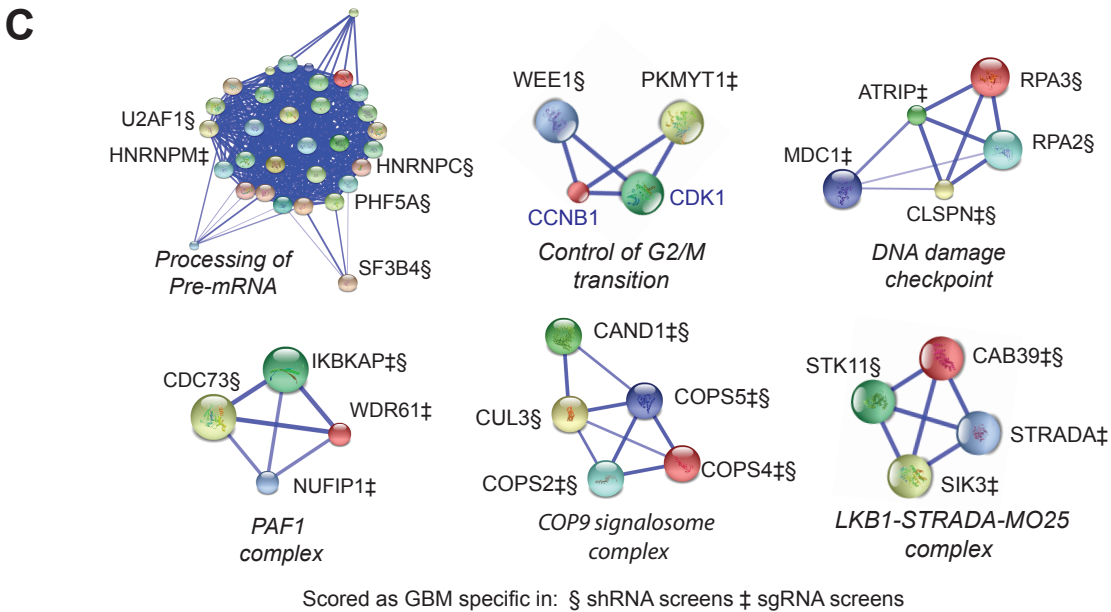 C
U2AF1§
HNRNPM‡
HNRNPC§
PHF5A§
SF3B4§
Processing of
Pre-mRNA
WEE1§
PKMYT1‡
CCNB1
CDK1
Control of G2/M
transition
ATRIP‡
RPA3§
MDC1‡
RPA2§
CLSPN‡§
DNA damage
checkpoint
IKBKAP‡§
CDC73§
WDR61‡
NUFIP1‡
PAF1
complex
CAND1‡§
COPS5‡§
CUL3§
COPS4‡§
COPS2‡§
COP9 signalosome
complex
CAB39‡§
STK11§
STRADA‡
SIK3‡
LKB1-STRADA-MO25
complex
Scored as GBM specific in: § shRNA screens ‡ sgRNA screens